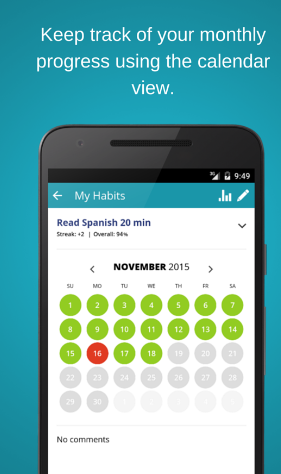 Keep track of your monthly
progress using the calendar
view.
3G 9:49
My Habits
Read Spanish 20 min
Streak: +2 | Overall: 94%
NOVEMBER 2015
SU MO TU WE TH FR SA
1 2 3 4 5 6 7
8 9 10 11 12 13 14
15 16 17 18 19 20 21
22 23 24 25 26 27 28
29 30
No comments